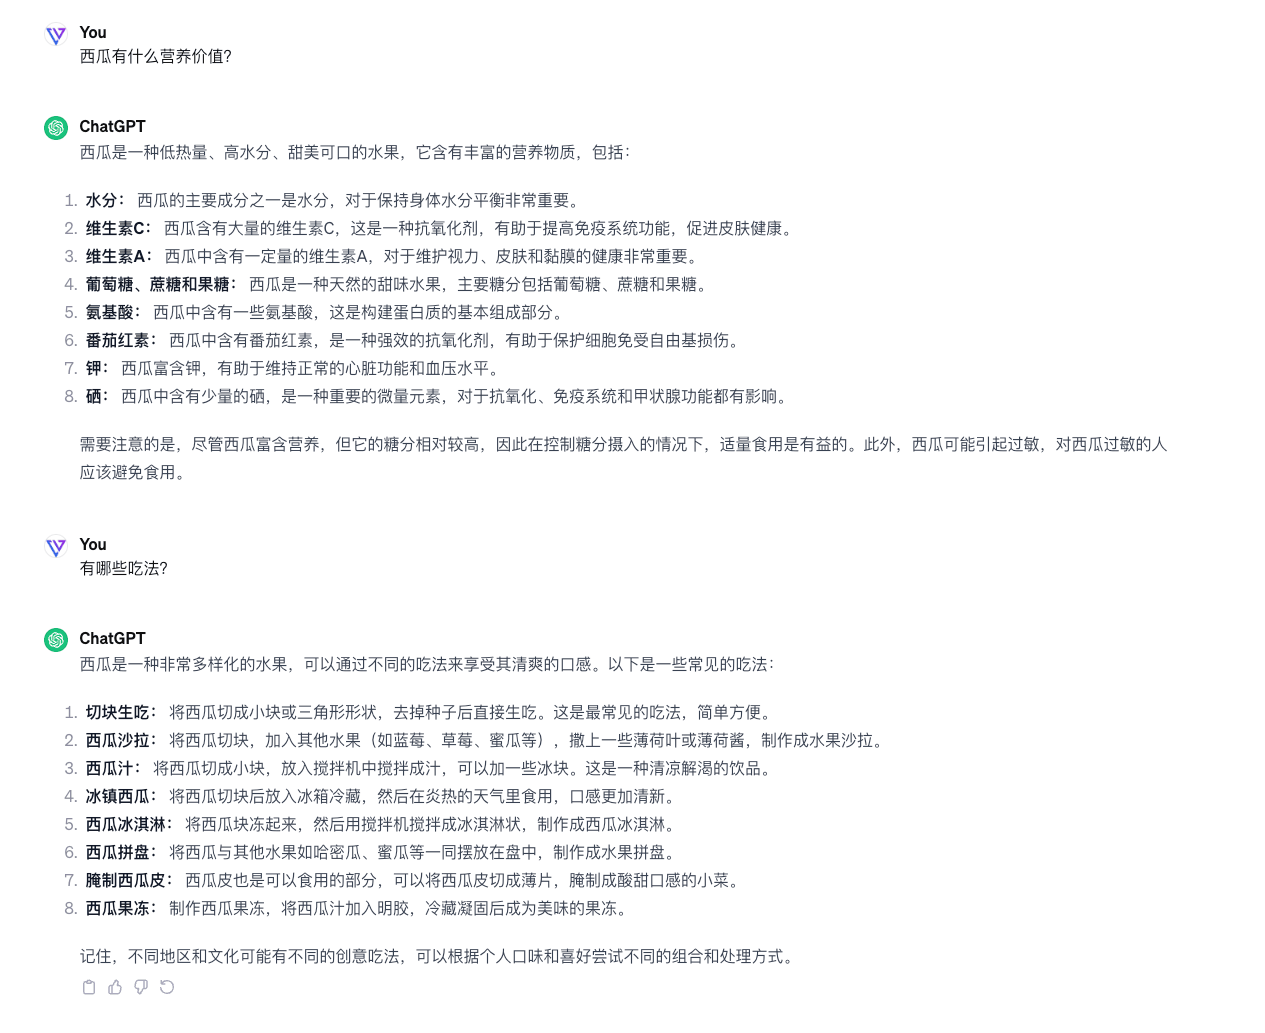 You
西瓜有什么营养价值?
ChatGPT
西瓜是一种低热量、高水分、甜美可口的水果，它含有丰富的营养物质，包括：
1. 水分： 西瓜的主要成分之一是水分，对于保持身体水分平衡非常重要。
2. 维生素C： 西瓜含有大量的维生素C，这是一种抗氧化剂，有助于提高免疫系统功能，促进皮肤健康。
3. 维生素A： 西瓜中含有一定量的维生素A，对于维护视力、皮肤和黏膜的健康非常重要。
4. 葡萄糖、蔗糖和果糖： 西瓜是一种天然的甜味水果，主要糖分包括葡萄糖、蔗糖和果糖。
5. 氨基酸： 西瓜中含有一些氨基酸，这是构建蛋白质的基本组成部分。
6. 番茄红素： 西瓜中含有番茄红素，是一种强效的抗氧化剂，有助于保护细胞免受自由基损伤。
7. 钾： 西瓜富含钾，有助于维持正常的心脏功能和血压水平。
8. 硒： 西瓜中含有少量的硒，是一种重要的微量元素，对于抗氧化、免疫系统和甲状腺功能都有影响。
需要注意的是，尽管西瓜富含营养，但它的糖分相对较高，因此在控制糖分摄入的情况下，适量食用是有益的。此外，西瓜可能引起过敏，对西瓜过敏的人
应该避免食用。
You
有哪些吃法?
ChatGPT
西瓜是一种非常多样化的水果，可以通过不同的吃法来享受其清爽的口感。以下是一些常见的吃法：
1. 切块生吃： 将西瓜切成小块或三角形形状，去掉种子后直接生吃。这是最常见的吃法，简单方便。
2. 西瓜沙拉： 将西瓜切块，加入其他水果（如蓝莓、草莓、蜜瓜等），撒上一些薄荷叶或薄荷酱，制作成水果沙拉。
3. 西瓜汁： 将西瓜切成小块，放入搅拌机中搅拌成汁，可以加一些冰块。这是一种清凉解渴的饮品。
4. 冰镇西瓜： 将西瓜切块后放入冰箱冷藏，然后在炎热的天气里食用，口感更加清新。
5. 西瓜冰淇淋： 将西瓜块冻起来，然后用搅拌机搅拌成冰淇淋状，制作成西瓜冰淇淋。
6. 西瓜拼盘： 将西瓜与其他水果如哈密瓜、蜜瓜等一同摆放在盘中，制作成水果拼盘。
7. 腌制西瓜皮： 西瓜皮也是可以食用的部分，可以将西瓜皮切成薄片，腌制成酸甜口感的小菜。
8. 西瓜果冻： 制作西瓜果冻，将西瓜汁加入明胶，冷藏凝固后成为美味的果冻。
记住，不同地区和文化可能有不同的创意吃法，可以根据个人口味和喜好尝试不同的组合和处理方式。